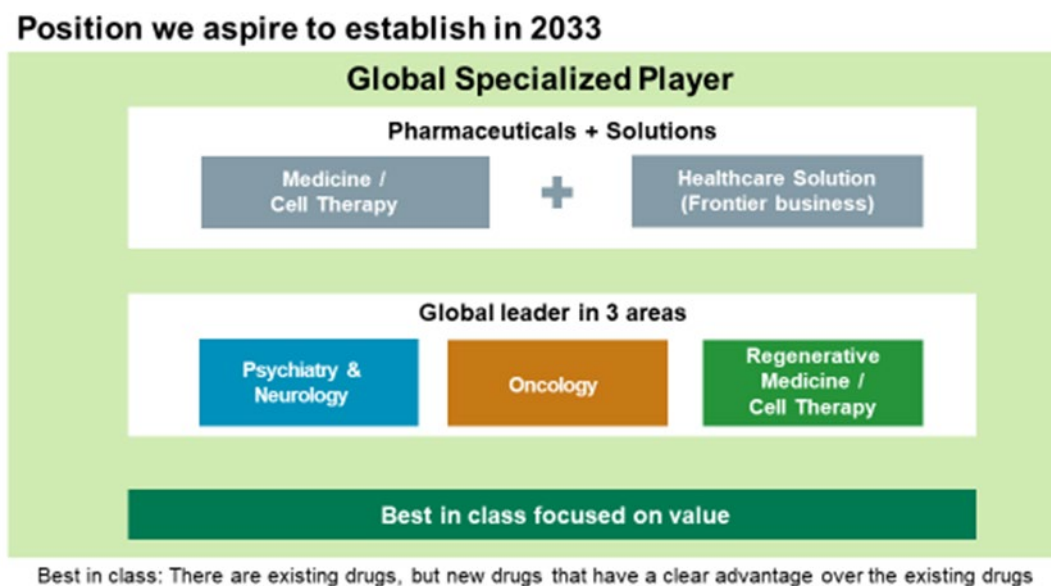 Position we aspire to establish in 2033
Global Specialized Player
Pharmaceuticals + Solutions
Medicine /
Cell Therapy
+
Healthcare Solution
(Frontier business)
Global leader in 3 areas
Psychiatry &
Neurology
Oncology
Regenerative
Medicine /
Cell Therapy
Best in class focused on value
Best in class: There are existing drugs, but new drugs that have a clear advantage over the existing drugs